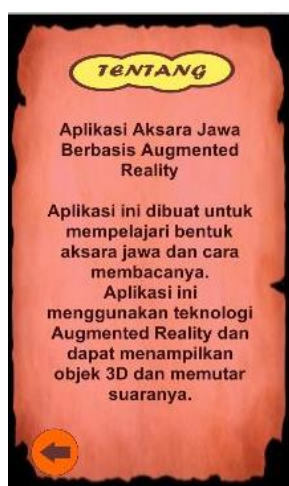 TENTANG
Aplikasi Aksara Jawa
Berbasis Augmented
Reality
Aplikasi ini dibuat untuk
mempelajari bentuk
aksara jawa dan cara
membacanya.
Aplikasi ini
menggunakan teknologi
Augmented Reality dan
dapat menampilkan
objek 3D dan memutar
suaranya.